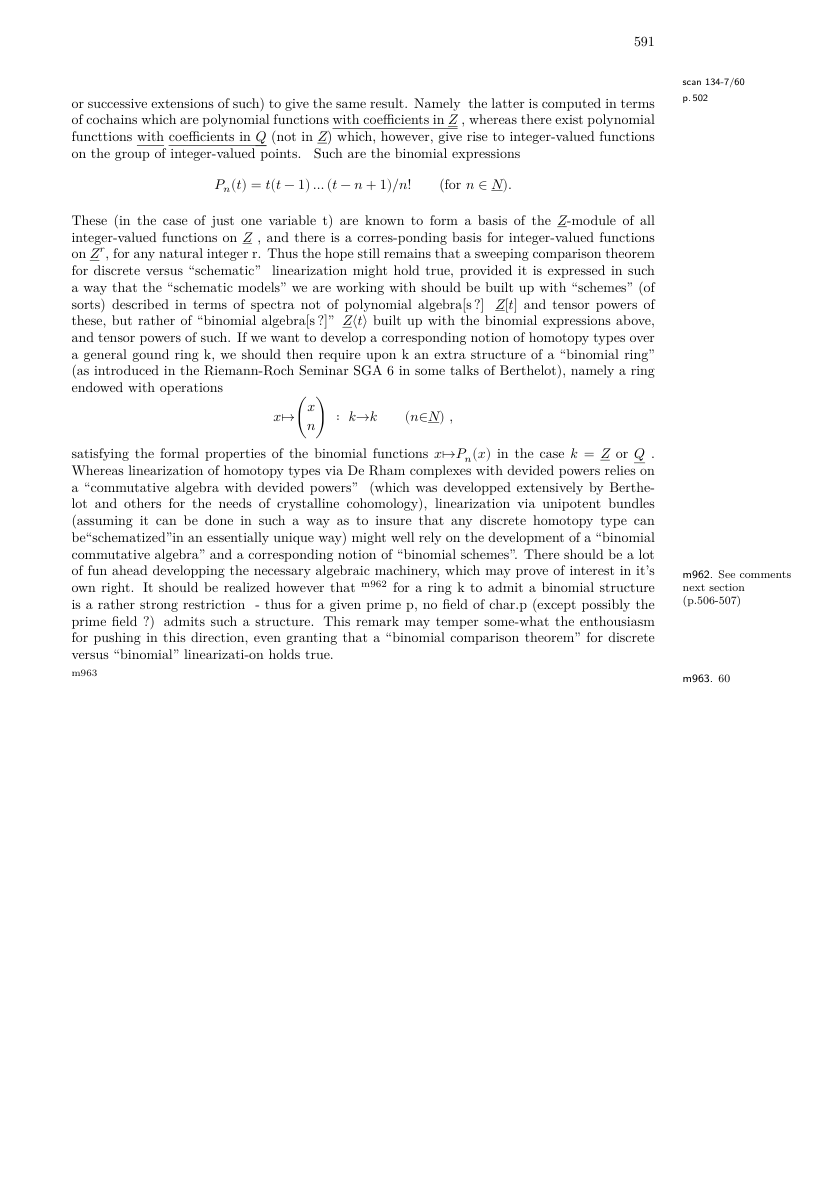 591
scan 134-7/60
p. 502
or successive extensions of such) to give the same result. Namely the latter is computed in terms
of cochains which are polynomial functions with coefficients in Z , whereas there exist polynomial
functtions with coefficients in Q (not in Z) which, however, give rise to integer-valued functions
on the group of integer-valued points. Such are the binomial expressions
Pₙ(t) = t(t − 1) ... (t − n + 1)/n! (for n ∈ N).
These (in the case of just one variable t) are known to form a basis of the Z-module of all
integer-valued functions on Z , and there is a corres-ponding basis for integer-valued functions
on Zʳ, for any natural integer r. Thus the hope still remains that a sweeping comparison theorem
for discrete versus “schematic” linearization might hold true, provided it is expressed in such
a way that the “schematic models” we are working with should be built up with “schemes” (of
sorts) described in terms of spectra not of polynomial algebra[s ?] Z[t] and tensor powers of
these, but rather of “binomial algebra[s ?]” Z⟨t⟩ built up with the binomial expressions above,
and tensor powers of such. If we want to develop a corresponding notion of homotopy types over
a general gound ring k, we should then require upon k an extra structure of a “binomial ring”
(as introduced in the Riemann-Roch Seminar SGA 6 in some talks of Berthelot), namely a ring
endowed with operations
x↦(x n) : k→k (n∈N) ,
satisfying the formal properties of the binomial functions x↦Pₙ(x) in the case k = Z or Q .
Whereas linearization of homotopy types via De Rham complexes with devided powers relies on
a “commutative algebra with devided powers” (which was developped extensively by Berthe-
lot and others for the needs of crystalline cohomology), linearization via unipotent bundles
(assuming it can be done in such a way as to insure that any discrete homotopy type can
be“schematized”in an essentially unique way) might well rely on the development of a “binomial
commutative algebra” and a corresponding notion of “binomial schemes”. There should be a lot
of fun ahead developping the necessary algebraic machinery, which may prove of interest in it’s
own right. It should be realized however that m962 for a ring k to admit a binomial structure
is a rather strong restriction - thus for a given prime p, no field of char.p (except possibly the
prime field ?) admits such a structure. This remark may temper some-what the enthousiasm
for pushing in this direction, even granting that a “binomial comparison theorem” for discrete
versus “binomial” linearizati-on holds true.
m963
m962. See comments
next section
(p.506-507)
m963. 60